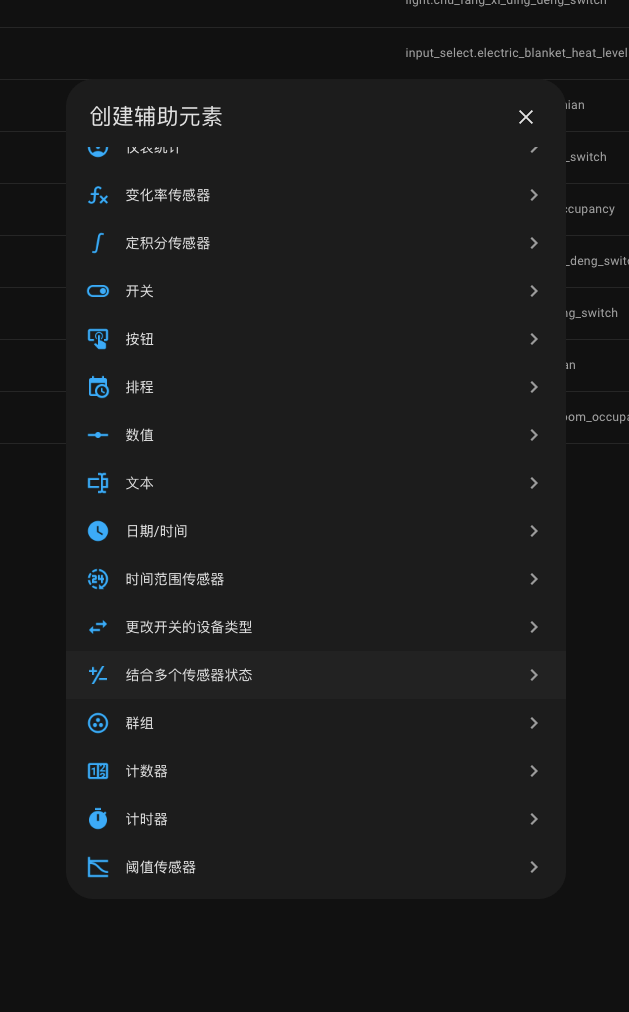 light.chu_fang_xi_ding_deng_switch
input_select.electric_blanket_heat_level
创建辅助元素
ian
_switch
ccupancy
_deng_swit
ng_switch
an
oom_occupa
仪表统计
变化率传感器
定积分传感器
开关
按钮
排程
数值
文本
日期/时间
时间范围传感器
更改开关的设备类型
结合多个传感器状态
群组
计数器
计时器
阈值传感器